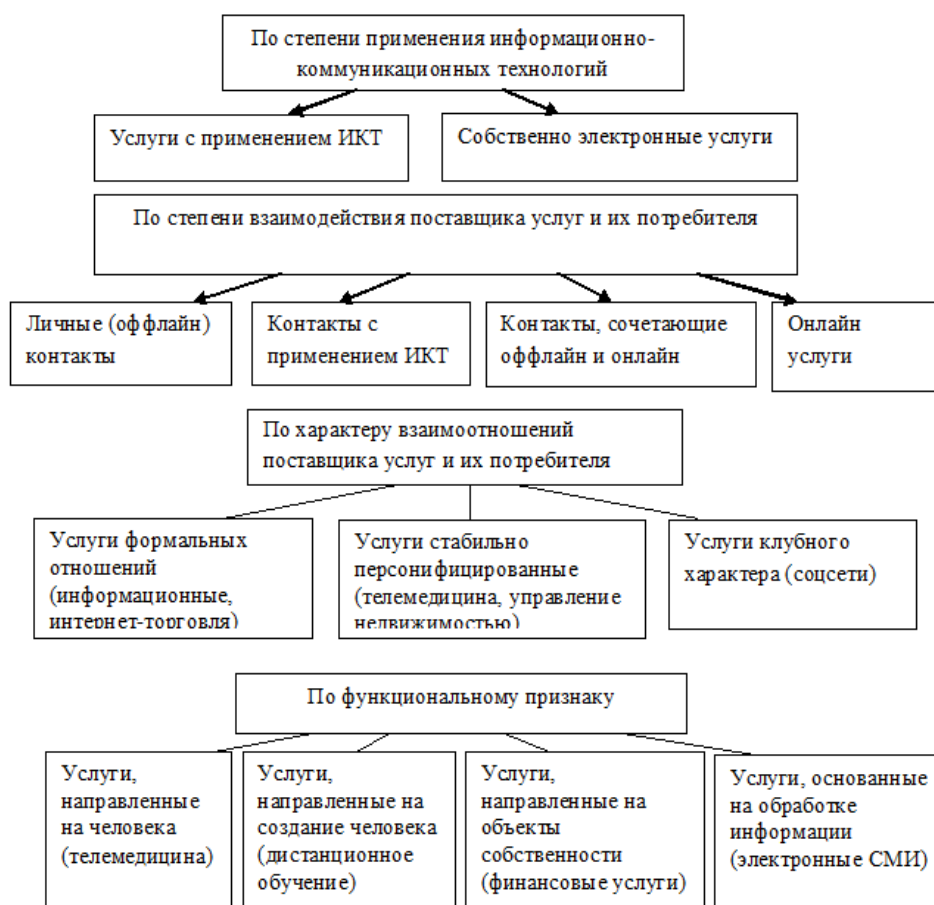 По степени применения информационно-
коммуникационных технологий
Услуги с применением ИКТ
Собственно электронные услуги
По степени взаимодействия поставщика услуг и их потребителя
Личные (оффлайн)
контакты
Контакты с
применением ИКТ
Контакты, сочетающие
оффлайн и онлайн
Онлайн
услуги
По характеру взаимоотношений
поставщика услуг и их потребителя
Услуги формальных
отношений
(информационные,
интернет-торговля)
Услуги стабильно
персонифицированные
(телемедицина, управление
недвижимостью)
Услуги клубного
характера (соцсети)
По функциональному признаку
Услуги,
направленные
на человека
(телемедицина)
Услуги,
направленные на
создание человека
(дистанционное
обучение)
Услуги,
направленные на
объекты
собственности
(финансовые услуги)
Услуги, основанные
на обработке
информации
(электронные СМИ)